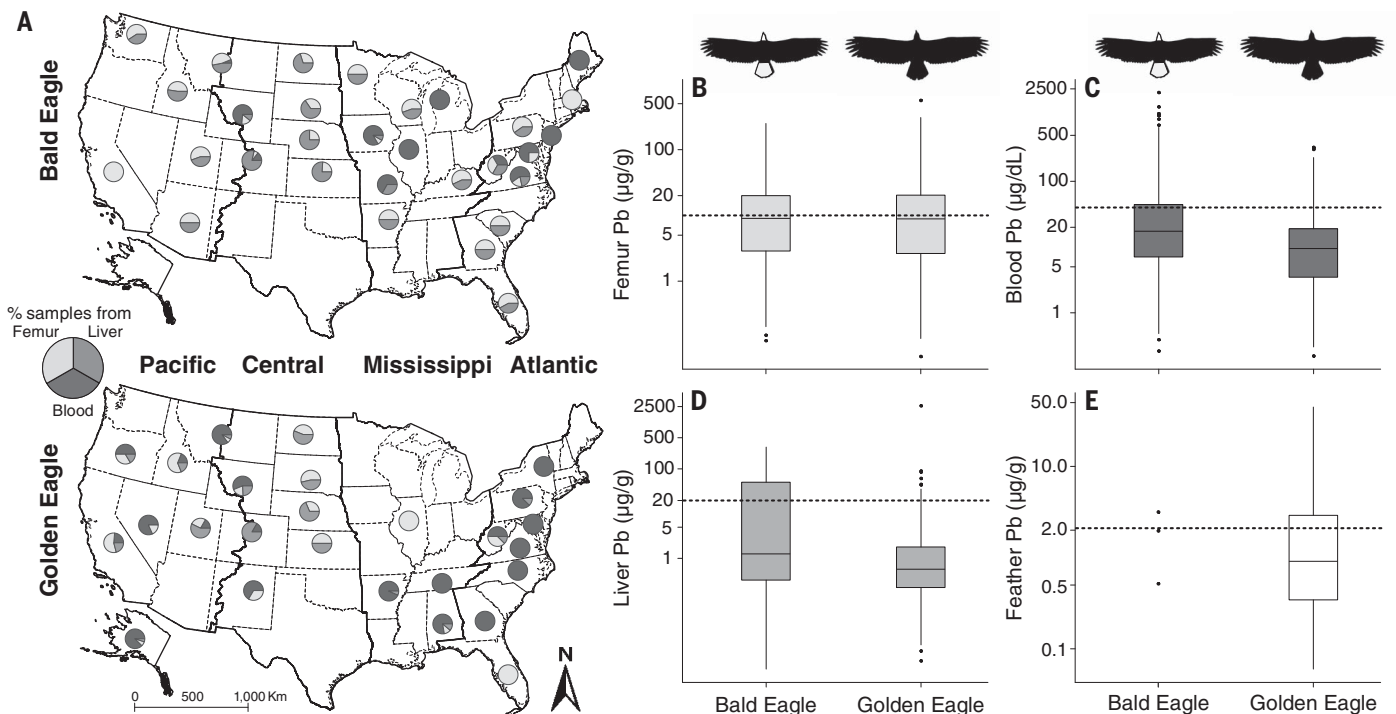 A
Bald Eagle
% samples from
Femur Liver
Blood
Pacific Central Mississippi Atlantic
Golden Eagle
0 500 1,000 Km
N
B
Femur Pb (µg/g)
500
100
20
5
1
C
Blood Pb (µg/dL)
2500
500
100
20
5
1
D
Liver Pb (µg/g)
2500
500
100
20
5
1
Bald Eagle Golden Eagle
E
Feather Pb (µg/g)
50.0
10.0
2.0
0.5
0.1
Bald Eagle Golden Eagle